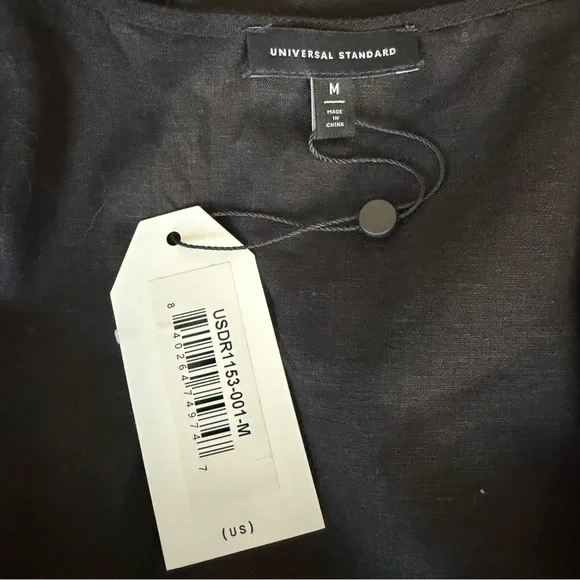 UNIVERSAL STANDARD
M
MADE
IN
CHINA
USDR1153-001-M
8 40264 74974 7
(US)